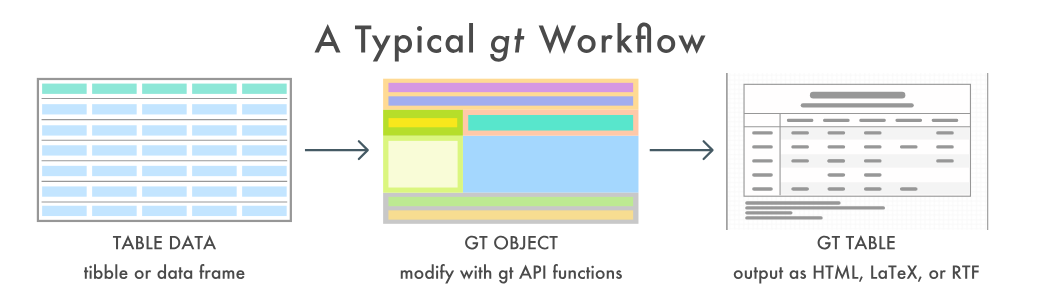 A Typical gt Workflow
TABLE DATA
tibble or data frame
GT OBJECT
modify with gt API functions
GT TABLE
output as HTML, LaTeX, or RTF